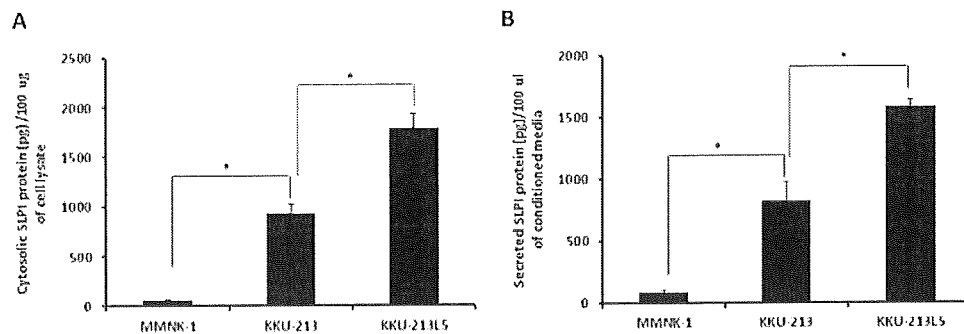 A
Cytosolic SLPI protein (pg)/100 ug
of cell lysate
2500
2000
1500
1000
500
0
*
*
MMNK-1 KKU-213 KKU-213L5
B
Secreted SLPI protein (pg)/100 ul
of conditioned media
2000
1500
1000
500
0
*
*
MMNK-1 KKU-213 KKU-213L5